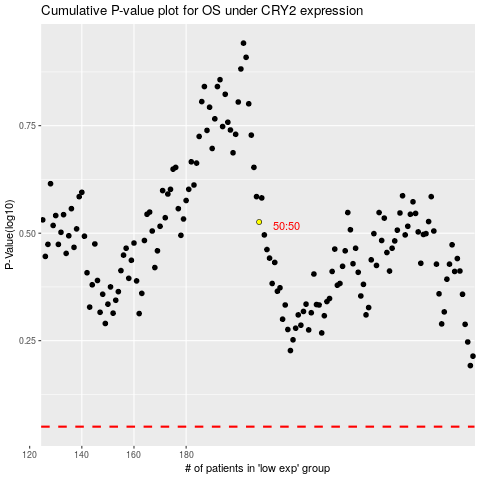 Cumulative P-value plot for OS under CRY2 expression
P-Value(log10)
0.75
0.50
0.25
50:50
120 140 160 180
# of patients in 'low exp' group